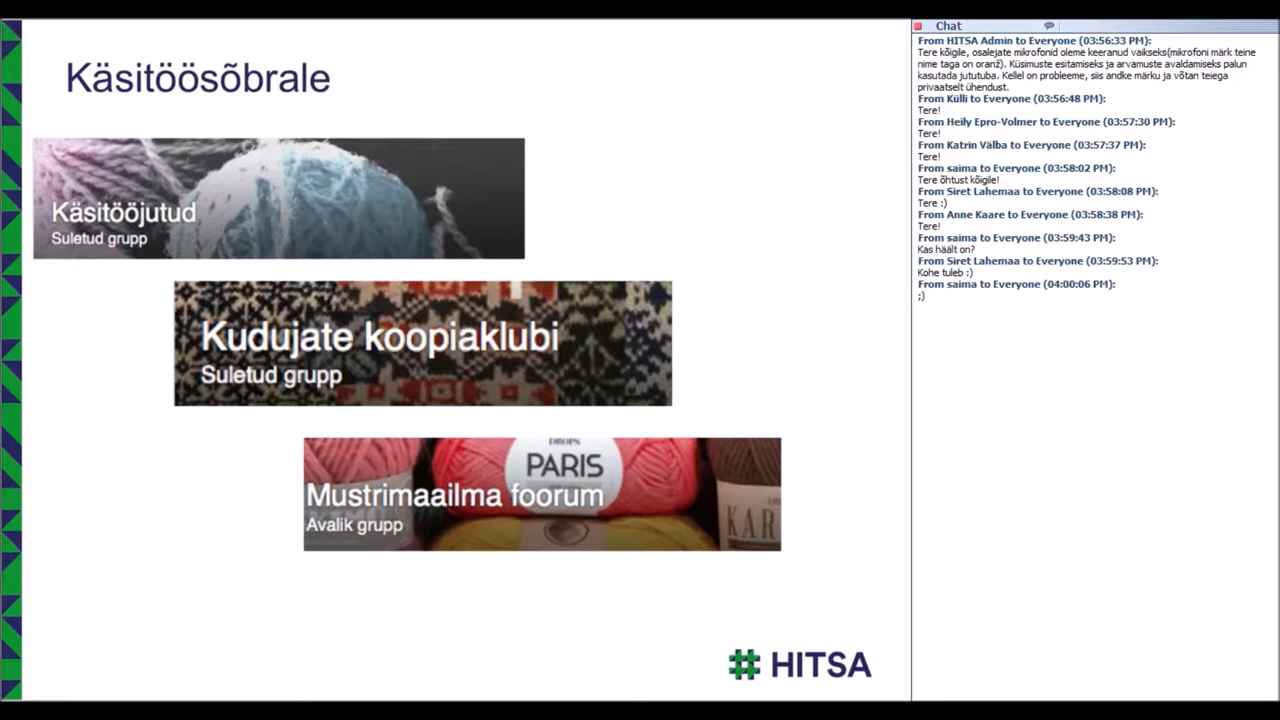 Käsitöösõbrale
Käsitööjutud
Suletud grupp
Kudujate koopiaklubi
Suletud grupp
DROPS
PARIS
Mustrimaailma foorum
Avalik grupp
KAR
HITSA
Chat
From HITSA Admin to Everyone (03:56:33 PM):
Tere kõigile, osalejate mikrofonid oleme keeranud vaikseks(mikrofoni märk teine
nime taga on oranž). Küsimuste esitamiseks ja arvamuste avaldamiseks palun
kasutada jututuba. Kellel on probleeme, siis andke märku ja võtan teiega
privaatselt ühendust.
From Külli to Everyone (03:56:48 PM):
Tere!
From Heily Epro-Volmer to Everyone (03:57:30 PM):
Tere!
From Katrin Välba to Everyone (03:57:37 PM):
Tere!
From saima to Everyone (03:58:02 PM):
Tere õhtust kõigile!
From Siret Lahemaa to Everyone (03:58:08 PM):
Tere :)
From Anne Kaare to Everyone (03:58:38 PM):
Tere!
From saima to Everyone (03:59:43 PM):
Kas häält on?
From Siret Lahemaa to Everyone (03:59:53 PM):
Kohe tuleb :)
From saima to Everyone (04:00:06 PM):
;)